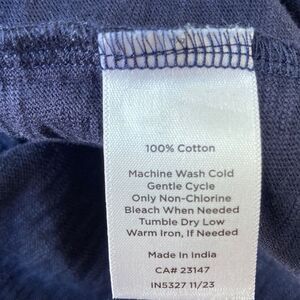 100% Cotton
Machine Wash Cold
Gentle Cycle
Only Non-Chlorine
Bleach When Needed
Tumble Dry Low
Warm Iron, If Needed
Made In India
CA# 23147
IN5327 11/23